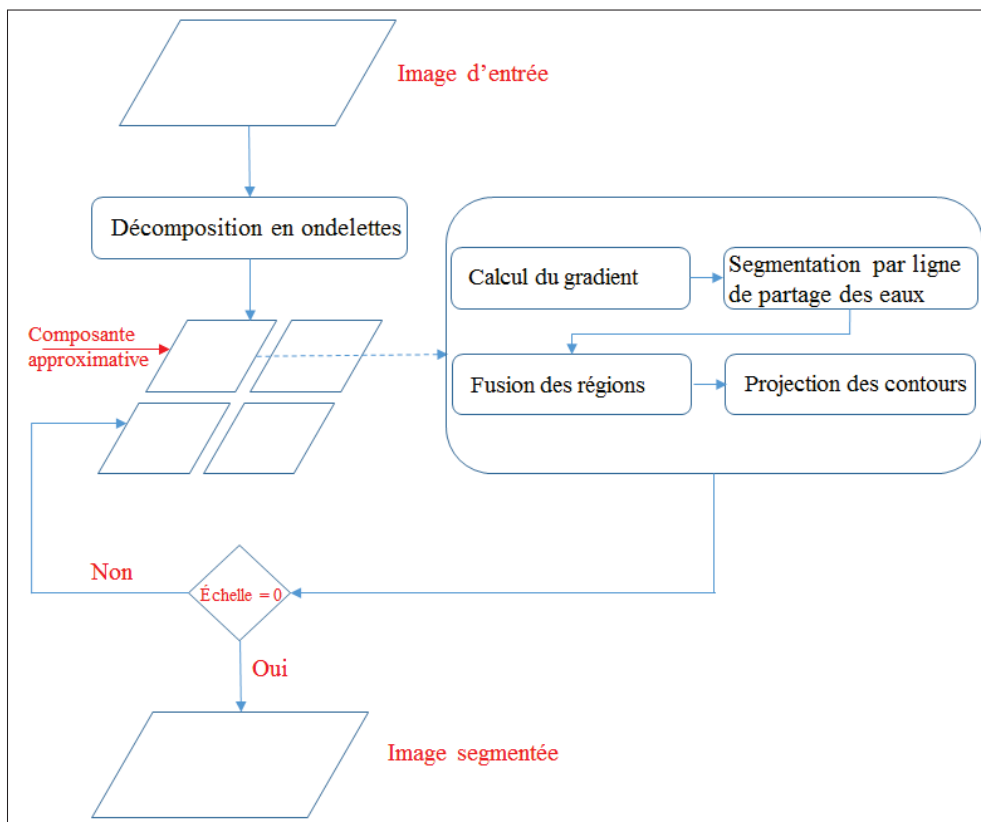 Image d'entrée
Décomposition en ondelettes
Calcul du gradient
Segmentation par ligne
de partage des eaux
Composante
approximative
Fusion des régions
Projection des contours
Non
Échelle = 0
Oui
Image segmentée